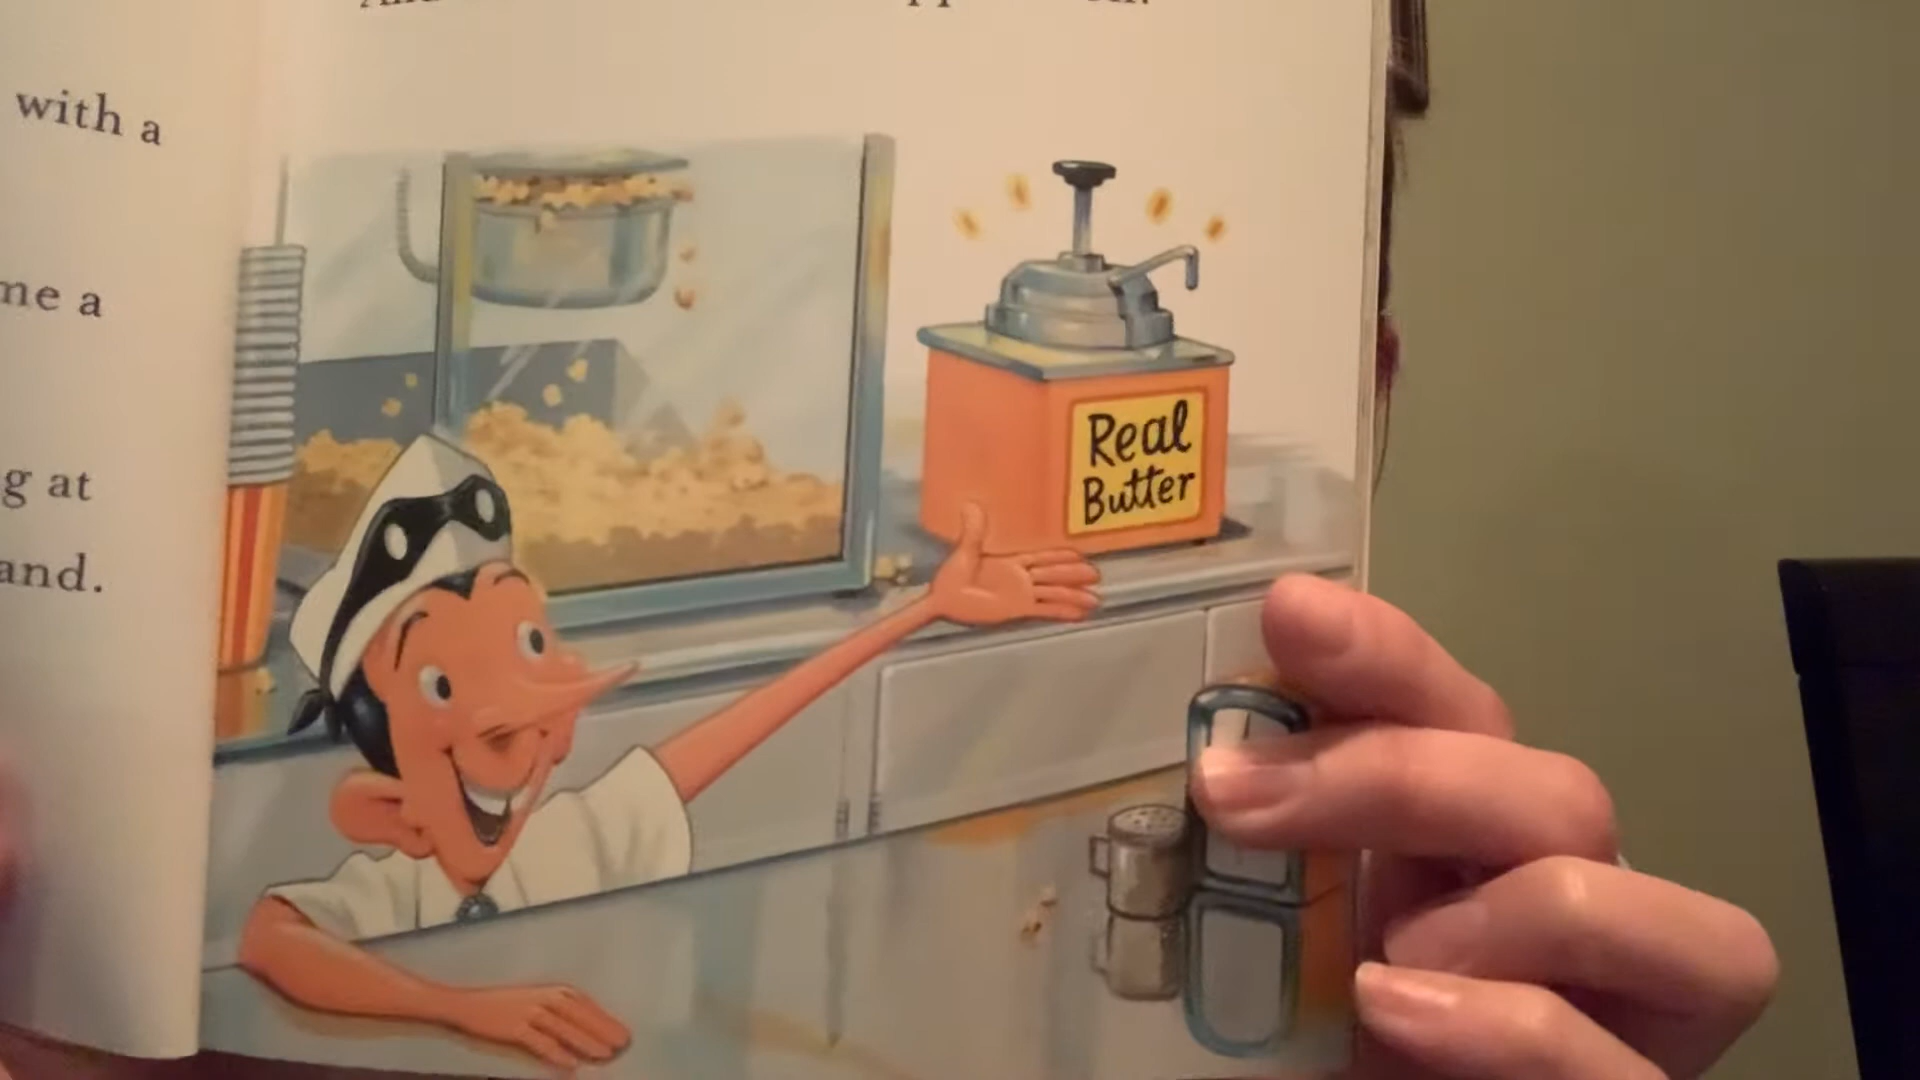 with a
me a
g at
and.
Real
Butter